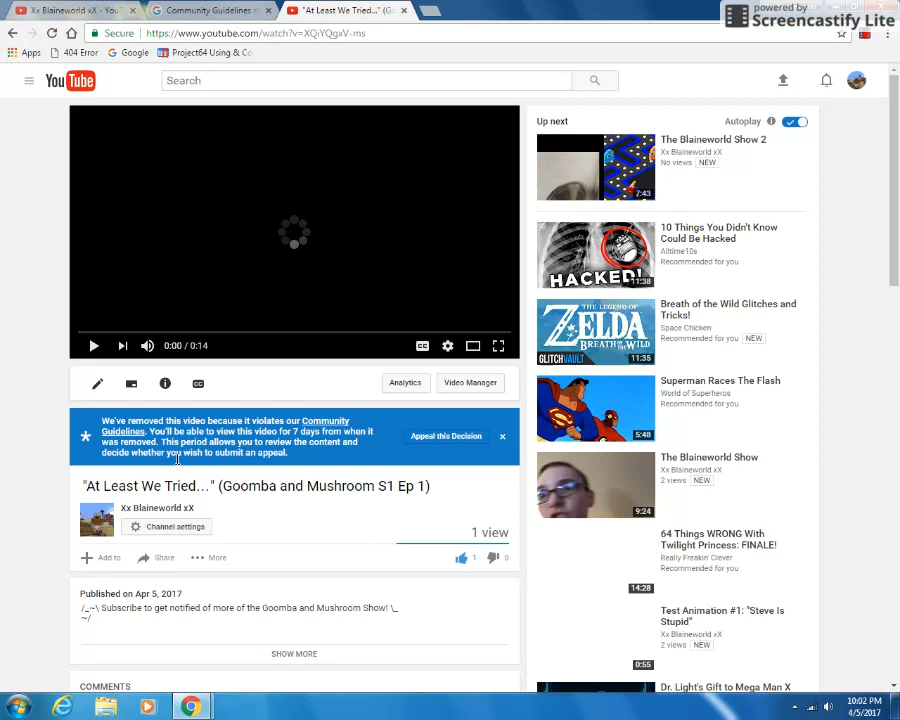 powered by
Screencastify Lite
Xx Blaineworld xX - YouT
Community Guidelines st
"At Least We Tried..." (Go
Secure
https://www.youtube.com/watch?v=XQiYQgxV-ms
Apps
404 Error
Google
Project64 Using & Co
YouTube
Search
Up next
Autoplay
The Blaineworld Show 2
Xx Blaineworld xX
No views NEW
7:43
10 Things You Didn't Know
Could Be Hacked
Alltime10s
Recommended for you
HACKED!
11:38
Breath of the Wild Glitches and
Tricks!
Space Chicken
Recommended for you NEW
THE LEGEND OF
ZELDA
BREATH OF THE WILD
GLITCHVAULT
11:35
Superman Races The Flash
World of Superheros
Recommended for you
5:48
The Blaineworld Show
Xx Blaineworld xX
2 views NEW
9:24
64 Things WRONG With
Twilight Princess: FINALE!
Really Freakin' Clever
Recommended for you
14:28
Test Animation #1: "Steve Is
Stupid"
Xx Blaineworld xX
2 views NEW
0:55
Dr. Light's Gift to Mega Man X
0:00 / 0:14
CC
CC
Analytics
Video Manager
We've removed this video because it violates our Community
Guidelines. You'll be able to view this video for 7 days from when it
was removed. This period allows you to review the content and
decide whether you wish to submit an appeal.
Appeal this Decision
"At Least We Tried..." (Goomba and Mushroom S1 Ep 1)
Xx Blaineworld xX
Channel settings
1 view
Add to
Share
More
1
0
Published on Apr 5, 2017
/_~\ Subscribe to get notified of more of the Goomba and Mushroom Show! \_
~/
SHOW MORE
COMMENTS
10:02 PM
4/5/2017